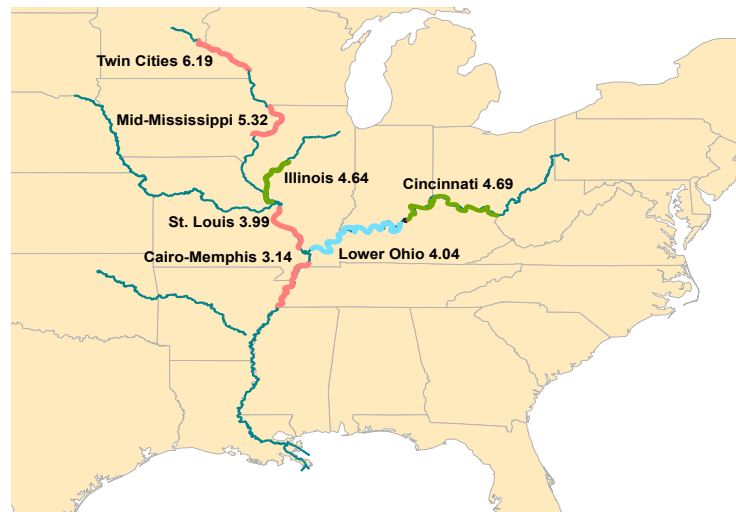 Twin Cities 6.19
Mid-Mississippi 5.32
Illinois 4.64
Cincinnati 4.69
St. Louis 3.99
Lower Ohio 4.04
Cairo-Memphis 3.14